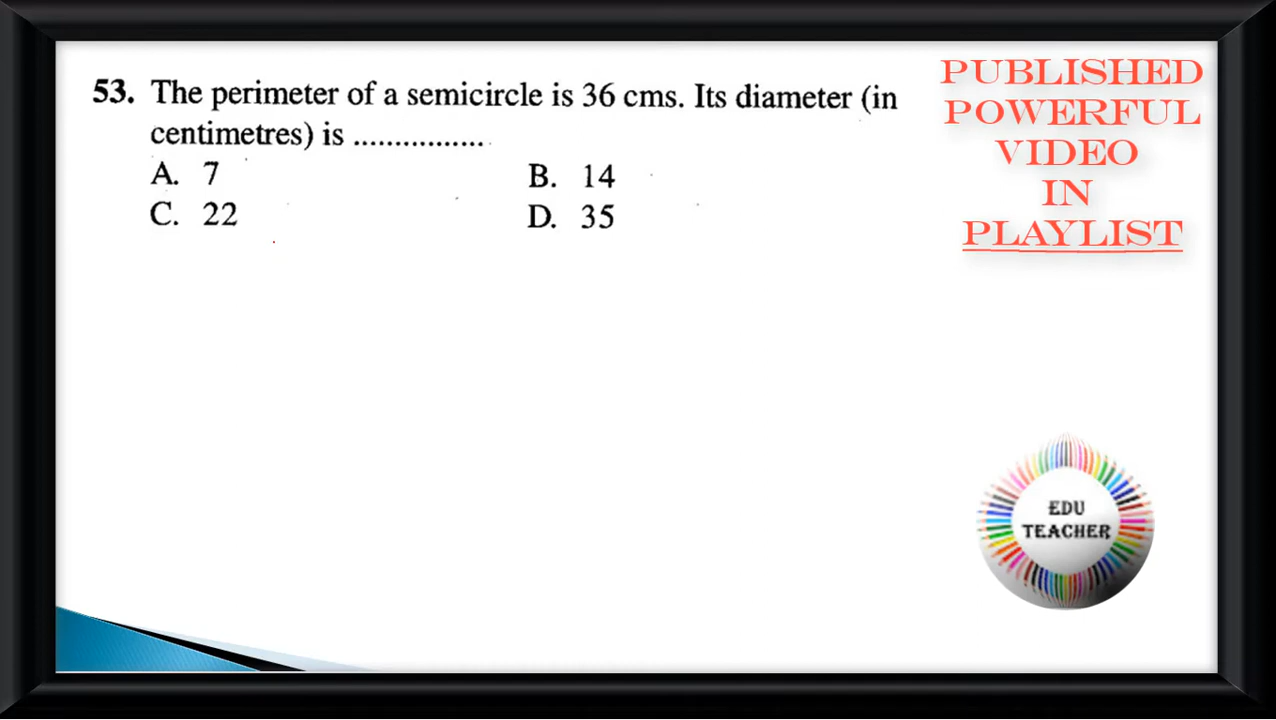 53. The perimeter of a semicircle is 36 cms. Its diameter (in
centimetres) is ................
A. 7 B. 14
C. 22 D. 35
PUBLISHED
POWERFUL
VIDEO
IN
PLAYLIST
EDU
TEACHER